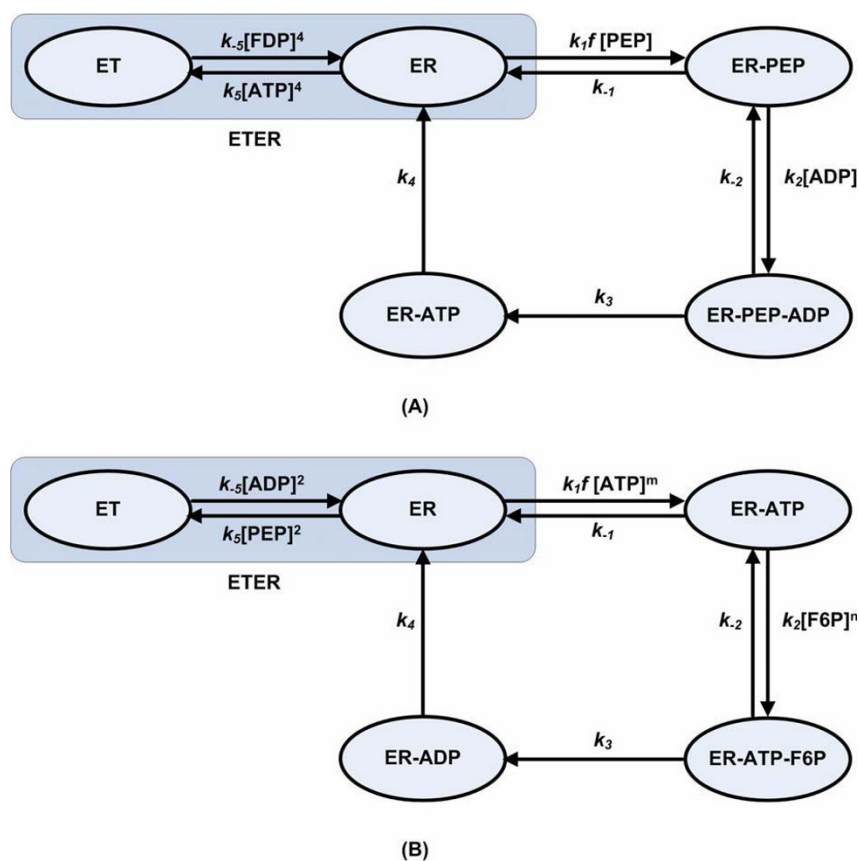 k-5[FDP]⁴
k1f [PEP]
ET
ER
ER-PEP
k5[ATP]⁴
k-1
ETER
k4
k-2
k2[ADP]
ER-ATP
k3
ER-PEP-ADP
(A)
k-5[ADP]²
k1f [ATP]ᵐ
ET
ER
ER-ATP
k5[PEP]²
k-1
ETER
k4
k-2
k2[F6P]ⁿ
ER-ADP
k3
ER-ATP-F6P
(B)